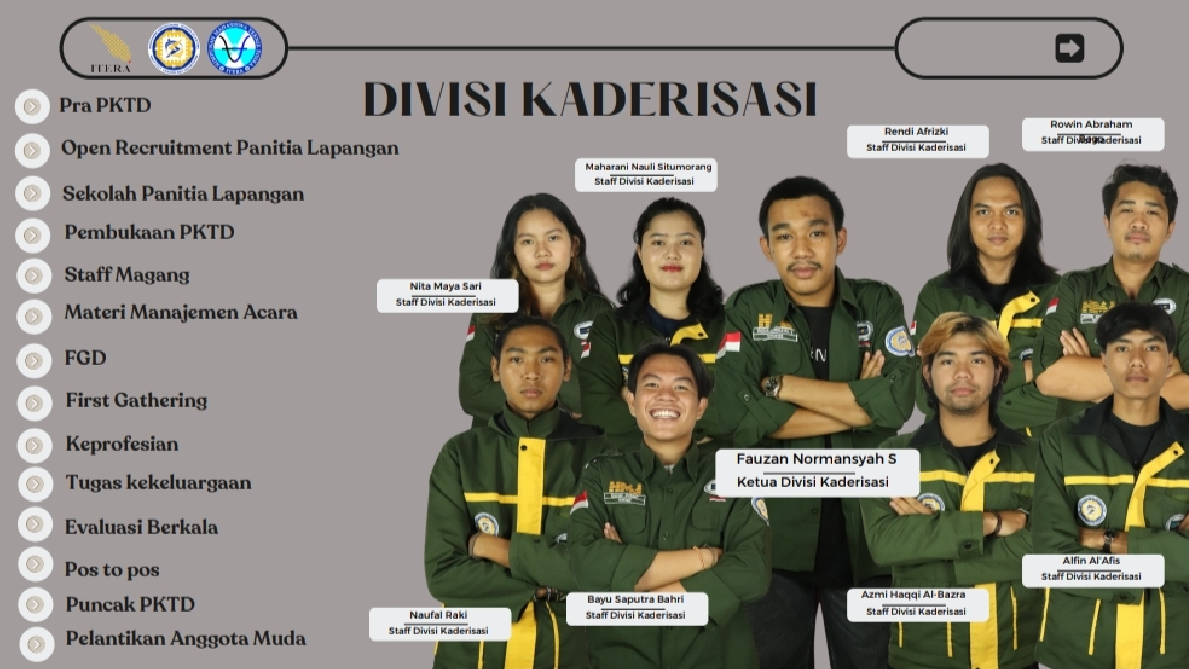 ITERA
DIVISI KADERISASI
Pra PKTD
Open Recruitment Panitia Lapangan
Sekolah Panitia Lapangan
Pembukaan PKTD
Staff Magang
Materi Manajemen Acara
FGD
First Gathering
Keprofesian
Tugas kekeluargaan
Evaluasi Berkala
Pos to pos
Puncak PKTD
Pelantikan Anggota Muda
Rendi Afrizki
Staff Divisi Kaderisasi
Rowin Abraham
Staff Divisi Kaderisasi
Maharani Nauli Situmorang
Staff Divisi Kaderisasi
Nita Maya Sari
Staff Divisi Kaderisasi
Fauzan Normansyah S
Ketua Divisi Kaderisasi
Alfin Al'Afis
Staff Divisi Kaderisasi
Azmi Haqqi Al-Bazra
Staff Divisi Kaderisasi
Bayu Saputra Bahri
Staff Divisi Kaderisasi
Naufal Raki
Staff Divisi Kaderisasi